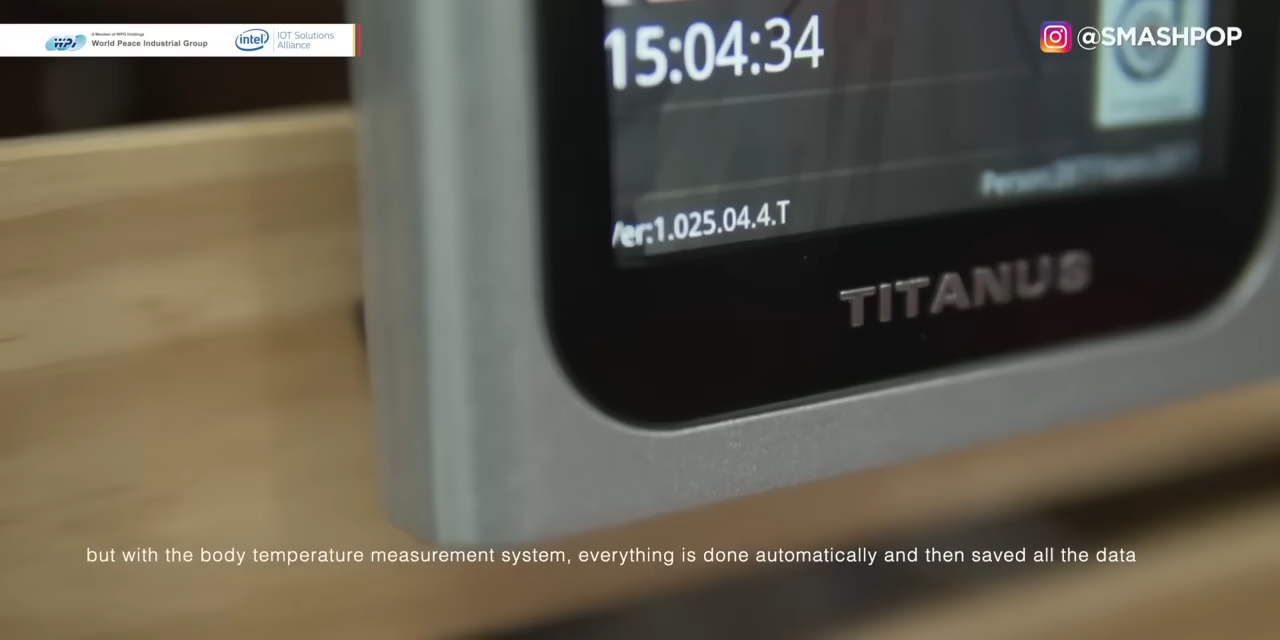 WPi
A Member of WPG Holdings
World Peace Industrial Group
intel
IOT Solutions
Alliance
@SMASHPOP
15:04:34
Ver:1.025.04.4.T
TITANUS
but with the body temperature measurement system, everything is done automatically and then saved all the data